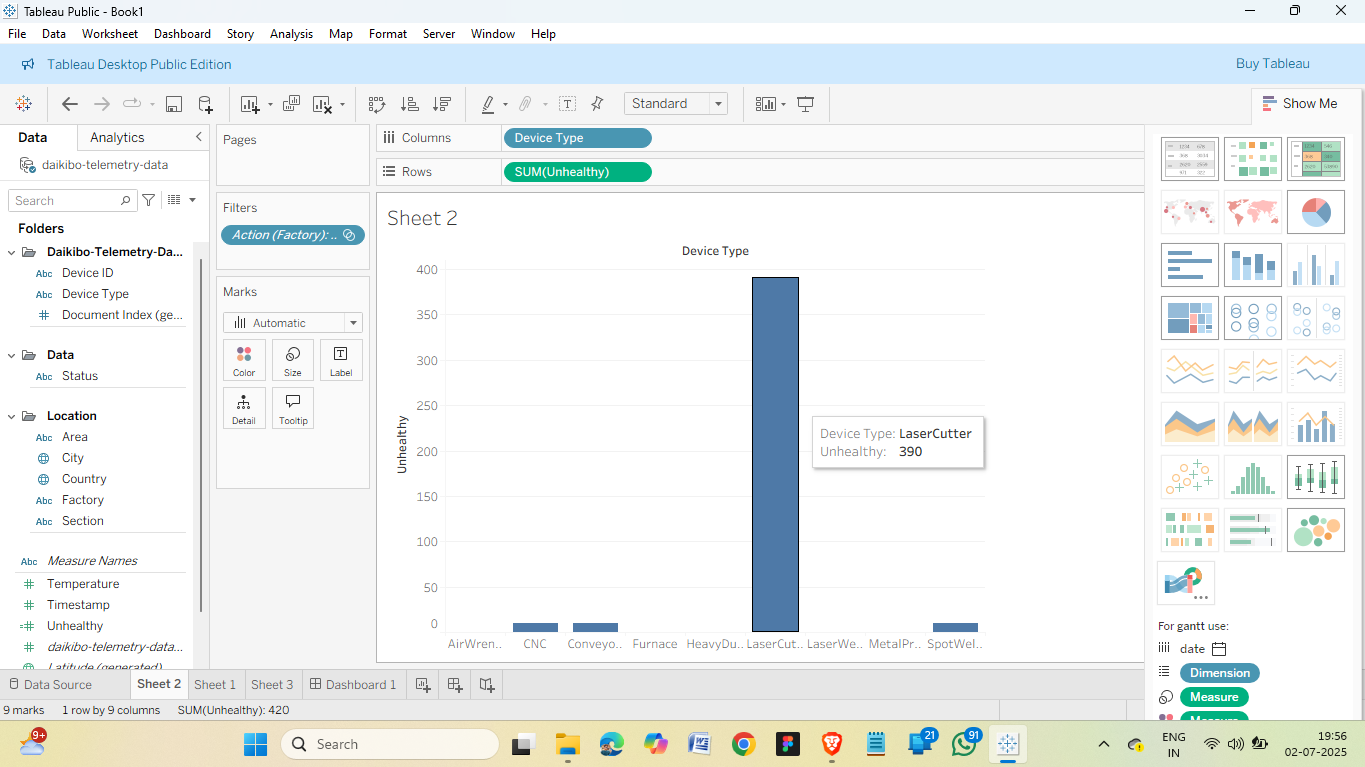 Tableau Public - Book1
File Data Worksheet Dashboard Story Analysis Map Format Server Window Help
Tableau Desktop Public Edition
Buy Tableau
Standard
Show Me
Data Analytics
daikibo-telemetry-data
Search
Folders
Daikibo-Telemetry-Da...
Device ID
Device Type
Document Index (ge...
Data
Status
Location
Area
City
Country
Factory
Section
Measure Names
Temperature
Timestamp
Unhealthy
daikibo-telemetry-data...
Latitude (generated)
Pages
Filters
Action (Factory): ..
Marks
Automatic
Color Size Label
Detail Tooltip
Columns Device Type
Rows SUM(Unhealthy)
Sheet 2
Device Type
400
350
300
250
200
150
100
50
0
Unhealthy
AirWren.. CNC Conveyo.. Furnace HeavyDu.. LaserCut.. LaserWe.. MetalPr.. SpotWel..
Device Type: LaserCutter
Unhealthy: 390
For gantt use:
date
Dimension
Measure
Measure
Data Source Sheet 2 Sheet 1 Sheet 3 Dashboard 1
9 marks 1 row by 9 columns SUM(Unhealthy): 420
9+
Search
21
91
ENG
IN
19:56
02-07-2025